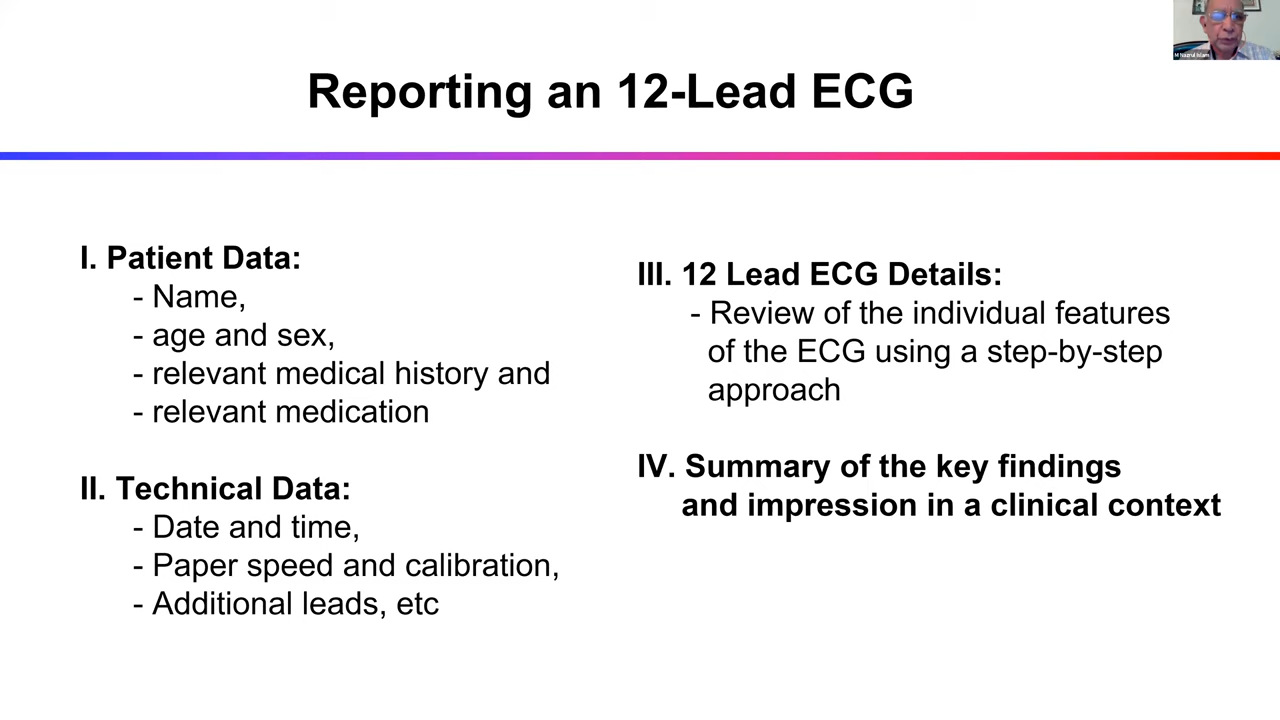 M Nazrul Islam
Reporting an 12-Lead ECG
I. Patient Data:
- Name,
- age and sex,
- relevant medical history and
- relevant medication
II. Technical Data:
- Date and time,
- Paper speed and calibration,
- Additional leads, etc
III. 12 Lead ECG Details:
- Review of the individual features
of the ECG using a step-by-step
approach
IV. Summary of the key findings
and impression in a clinical context